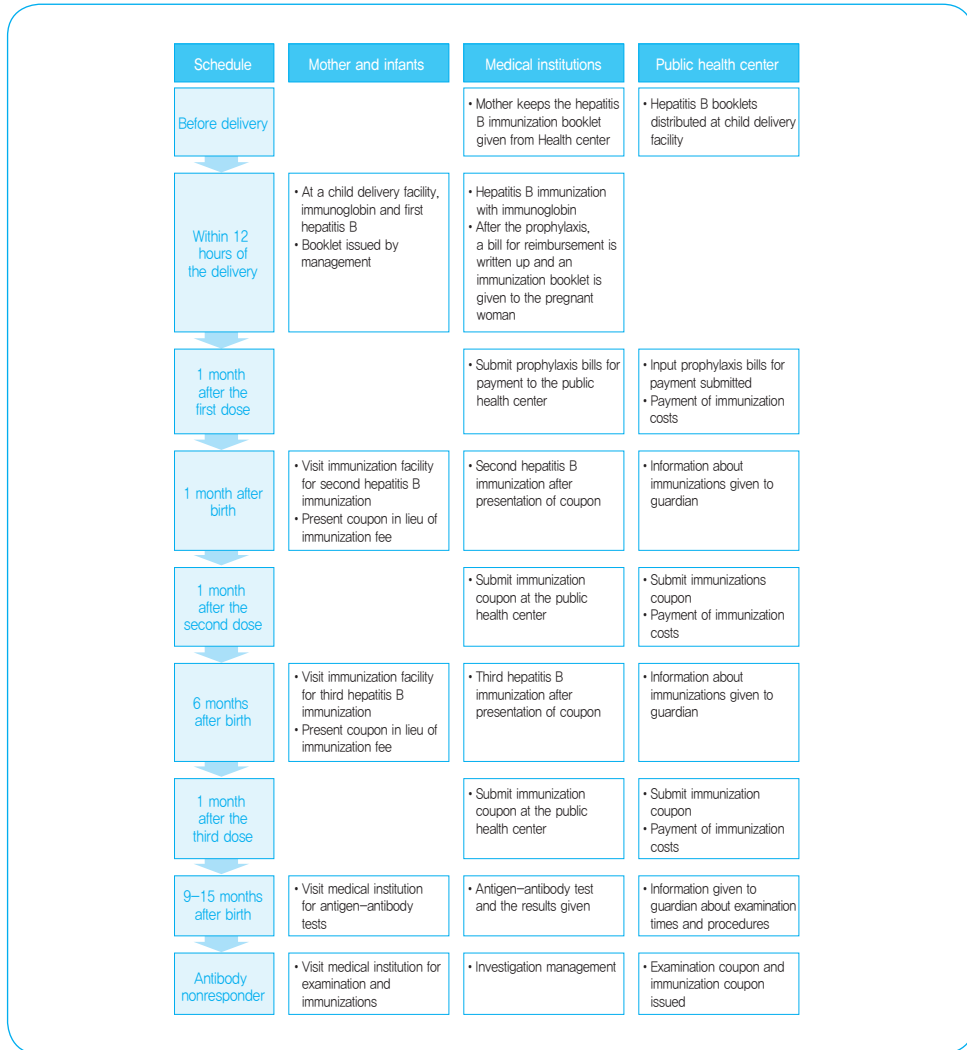 Schedule
Mother and infants
Medical institutions
Public health center
Before delivery
• Mother keeps the hepatitis
B immunization booklet
given from Health center
• Hepatitis B booklets
distributed at child delivery
facility
Within 12
hours of
the delivery
• At a child delivery facility,
immunoglobin and first
hepatitis B
• Booklet issued by
management
• Hepatitis B immunization
with immunoglobin
• After the prophylaxis,
a bill for reimbursement is
written up and an
immunization booklet is
given to the pregnant
woman
1 month
after the
first dose
• Submit prophylaxis bills for
payment to the public
health center
• Input prophylaxis bills for
payment submitted
• Payment of immunization
costs
1 month after
birth
• Visit immunization facility
for second hepatitis B
immunization
• Present coupon in lieu of
immunization fee
• Second hepatitis B
immunization after
presentation of coupon
• Information about
immunizations given to
guardian
1 month
after the
second dose
• Submit immunization
coupon at the public
health center
• Submit immunizations
coupon
• Payment of immunization
costs
6 months
after birth
• Visit immunization facility
for third hepatitis B
immunization
• Present coupon in lieu of
immunization fee
• Third hepatitis B
immunization after
presentation of coupon
• Information about
immunizations given to
guardian
1 month
after the
third dose
• Submit immunization
coupon at the public
health center
• Submit immunization
coupon
• Payment of immunization
costs
9–15 months
after birth
• Visit medical institution
for antigen–antibody
tests
• Antigen–antibody test
and the results given
• Information given to
guardian about examination
times and procedures
Antibody
nonresponder
• Visit medical institution for
examination and
immunizations
• Investigation management
• Examination coupon and
immunization coupon
issued